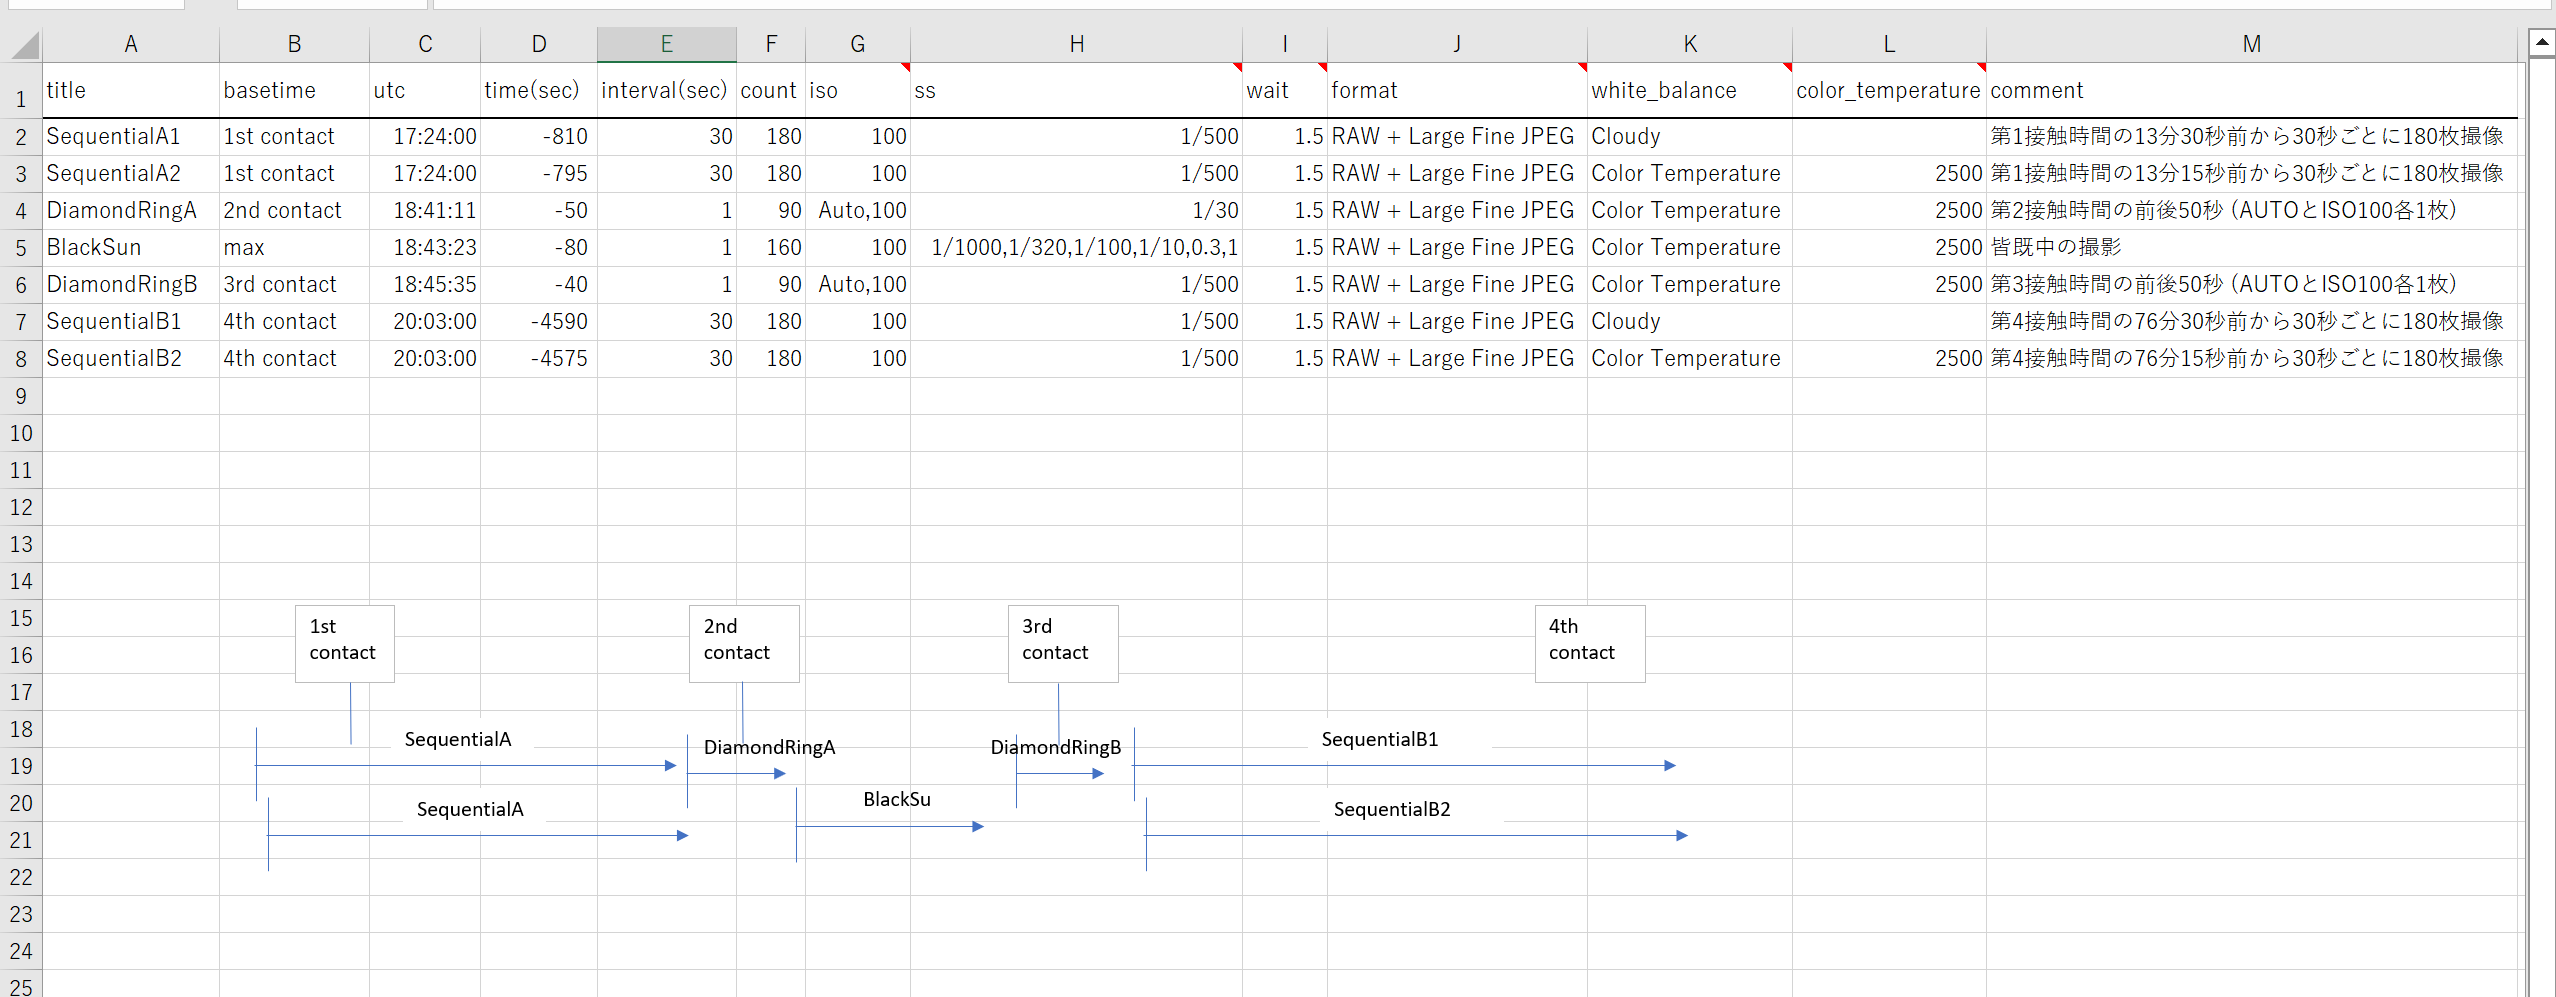 A B C D E F G H I J K L M
1 title basetime utc time(sec) interval(sec) count iso ss wait format white_balance color_temperature comment
2 SequentialA1 1st contact 17:24:00 -810 30 180 100 1/500 1.5 RAW + Large Fine JPEG Cloudy 第1接触時間の13分30秒前から30秒ごとに180枚撮像
3 SequentialA2 1st contact 17:24:00 -795 30 180 100 1/500 1.5 RAW + Large Fine JPEG Color Temperature 2500 第1接触時間の13分15秒前から30秒ごとに180枚撮像
4 DiamondRingA 2nd contact 18:41:11 -50 1 90 Auto,100 1/30 1.5 RAW + Large Fine JPEG Color Temperature 2500 第2接触時間の前後50秒（AUTOとISO100各1枚）
5 BlackSun max 18:43:23 -80 1 160 100 1/1000,1/320,1/100,1/10,0.3,1 1.5 RAW + Large Fine JPEG Color Temperature 2500 皆既中の撮影
6 DiamondRingB 3rd contact 18:45:35 -40 1 90 Auto,100 1/500 1.5 RAW + Large Fine JPEG Color Temperature 2500 第3接触時間の前後50秒（AUTOとISO100各1枚）
7 SequentialB1 4th contact 20:03:00 -4590 30 180 100 1/500 1.5 RAW + Large Fine JPEG Cloudy 第4接触時間の76分30秒前から30秒ごとに180枚撮像
8 SequentialB2 4th contact 20:03:00 -4575 30 180 100 1/500 1.5 RAW + Large Fine JPEG Color Temperature 2500 第4接触時間の76分15秒前から30秒ごとに180枚撮像
9
10
11
12
13
14
15
16
17
18
19
20
21
22
23
24
25
1st
contact
2nd
contact
3rd
contact
4th
contact
SequentialA
DiamondRingA
DiamondRingB
SequentialB1
SequentialA
BlackSu
SequentialB2